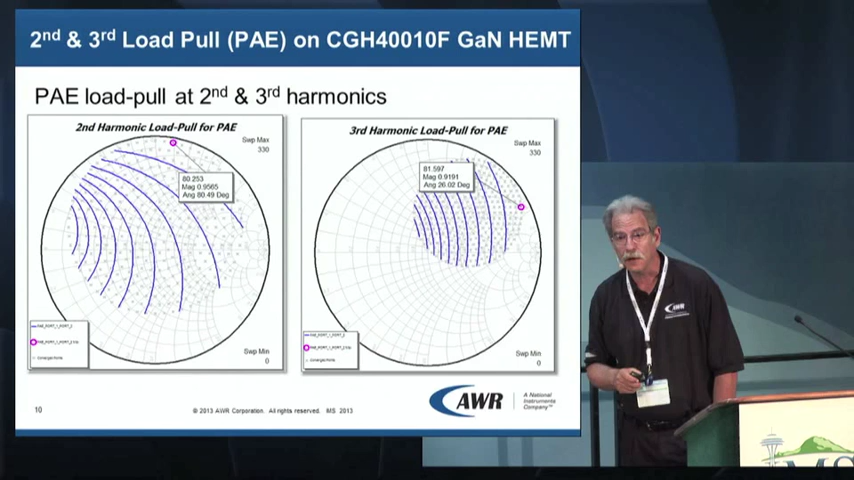 2nd & 3rd Load Pull (PAE) on CGH40010F GaN HEMT
PAE load-pull at 2nd & 3rd harmonics
2nd Harmonic Load-Pull for PAE
Swp Max
330
80.253
Mag 0.9565
Ang 80.49 Deg
Swp Min
0
3rd Harmonic Load-Pull for PAE
Swp Max
330
81.597
Mag 0.9191
Ang 26.02 Deg
Swp Min
0
10
© 2013 AWR Corporation. All rights reserved. MS 2013
AWR
A National
Instruments
Company™
AWR